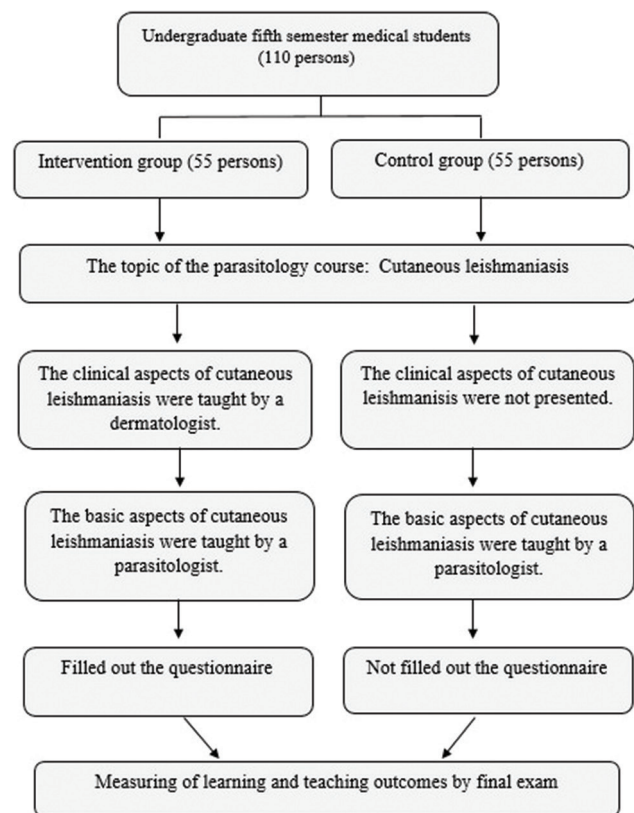 Undergraduate fifth semester medical students
(110 persons)
Intervention group (55 persons)
Control group (55 persons)
The topic of the parasitology course: Cutaneous leishmaniasis
The clinical aspects of cutaneous
leishmaniasis were taught by a
dermatologist.
The clinical aspects of cutaneous
leishmanisis were not presented.
The basic aspects of cutaneous
leishmaniasis were taught by a
parasitologist.
The basic aspects of cutaneous
leishmaniasis were taught by a
parasitologist.
Filled out the questionnaire
Not filled out the questionnaire
Measuring of learning and teaching outcomes by final exam